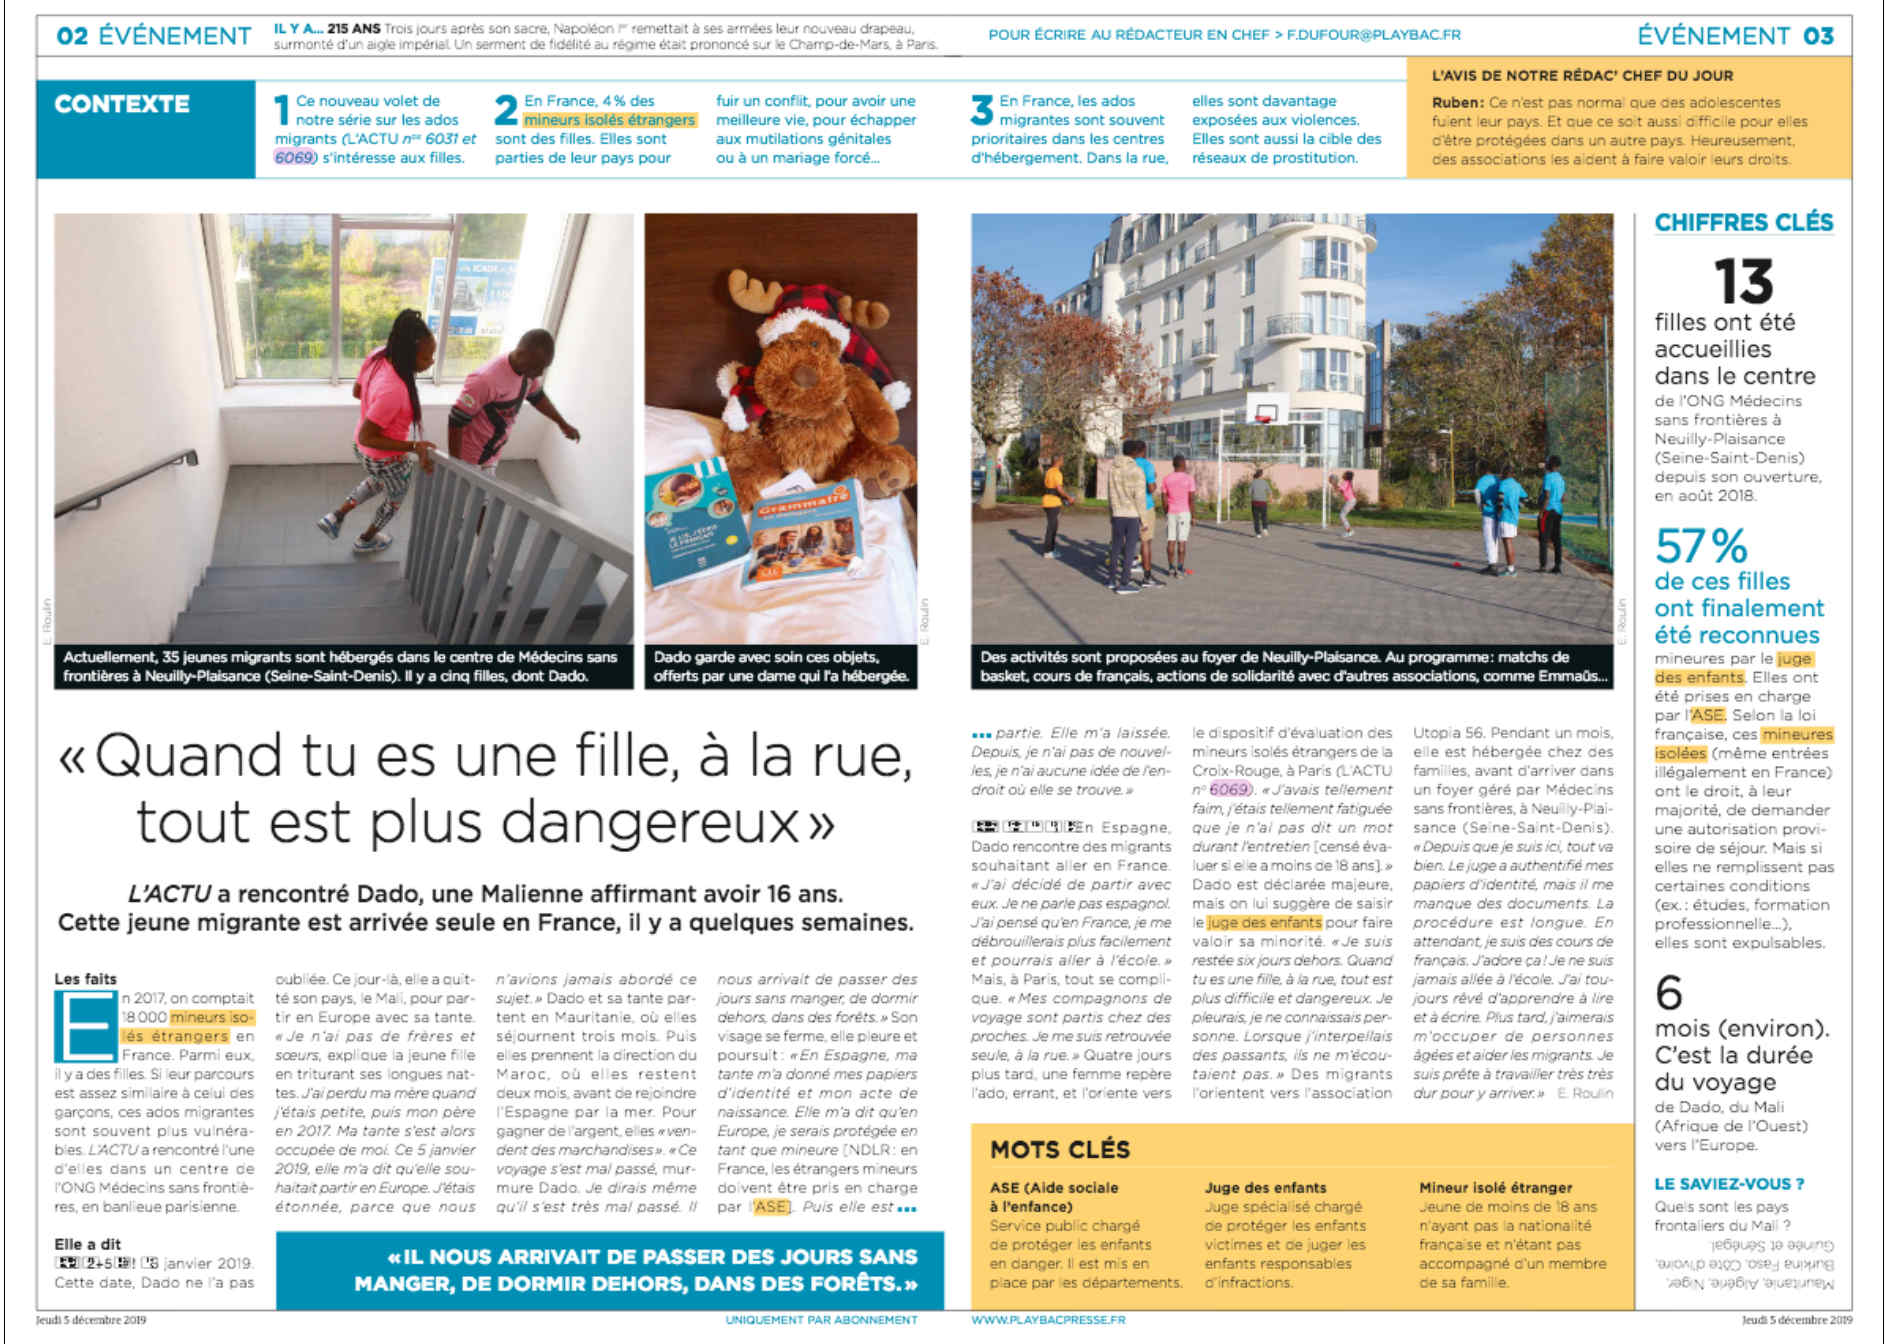 02 ÉVÉNEMENT
IL Y A... 215 ANS Trois jours après son sacre, Napoléon Iᵉʳ remettait à ses armées leur nouveau drapeau,
surmonté d'un aigle impérial. Un serment de fidélité au régime était prononcé sur le Champ-de-Mars, à Paris.
POUR ÉCRIRE AU RÉDACTEUR EN CHEF > F.DUFOUR@PLAYBAC.FR
ÉVÉNEMENT 03
CONTEXTE
1 Ce nouveau volet de
notre série sur les ados
migrants (L'ACTU nᵒˢ 6031 et
6069) s'intéresse aux filles.
2 En France, 4 % des
mineurs isolés étrangers
sont des filles. Elles sont
parties de leur pays pour
fuir un conflit, pour avoir une
meilleure vie, pour échapper
aux mutilations génitales
ou à un mariage forcé...
3 En France, les ados
migrantes sont souvent
prioritaires dans les centres
d'hébergement. Dans la rue,
elles sont davantage
exposées aux violences.
Elles sont aussi la cible des
réseaux de prostitution.
L'AVIS DE NOTRE RÉDAC' CHEF DU JOUR
Ruben : Ce n'est pas normal que des adolescentes
fuient leur pays. Et que ce soit aussi difficile pour elles
d'être protégées dans un autre pays. Heureusement,
des associations les aident à faire valoir leurs droits.
E. Roulin
Actuellement, 35 jeunes migrants sont hébergés dans le centre de Médecins sans
frontières à Neuilly-Plaisance (Seine-Saint-Denis). Il y a cinq filles, dont Dado.
Grammaire
E. Roulin
Dado garde avec soin ces objets,
offerts par une dame qui l'a hébergée.
E. Roulin
Des activités sont proposées au foyer de Neuilly-Plaisance. Au programme : matchs de
basket, cours de français, actions de solidarité avec d'autres associations, comme Emmaüs...
« Quand tu es une fille, à la rue,
tout est plus dangereux »
L'ACTU a rencontré Dado, une Malienne affirmant avoir 16 ans.
Cette jeune migrante est arrivée seule en France, il y a quelques semaines.
Les faits
En 2017, on comptait
18 000 mineurs iso-
lés étrangers en
France. Parmi eux,
il y a des filles. Si leur parcours
est assez similaire à celui des
garçons, ces ados migrantes
sont souvent plus vulnéra-
bles. L'ACTU a rencontré l'une
d'elles dans un centre de
l'ONG Médecins sans frontiè-
res, en banlieue parisienne.
Elle a dit
janvier 2019.
Cette date, Dado ne l'a pas
oubliée. Ce jour-là, elle a quit-
té son pays, le Mali, pour par-
tir en Europe avec sa tante.
« Je n'ai pas de frères et
sœurs, explique la jeune fille
en triturant ses longues nat-
tes. J'ai perdu ma mère quand
j'étais petite, puis mon père
en 2017. Ma tante s'est alors
occupée de moi. Ce 5 janvier
2019, elle m'a dit qu'elle sou-
haitait partir en Europe. J'étais
étonnée, parce que nous
n'avions jamais abordé ce
sujet. » Dado et sa tante par-
tent en Mauritanie, où elles
séjournent trois mois. Puis
elles prennent la direction du
Maroc, où elles restent
deux mois, avant de rejoindre
l'Espagne par la mer. Pour
gagner de l'argent, elles « ven-
dent des marchandises ». « Ce
voyage s'est mal passé, mur-
mure Dado. Je dirais même
qu'il s'est très mal passé. Il
nous arrivait de passer des
jours sans manger, de dormir
dehors, dans des forêts. » Son
visage se ferme, elle pleure et
poursuit : « En Espagne, ma
tante m'a donné mes papiers
d'identité et mon acte de
naissance. Elle m'a dit qu'en
Europe, je serais protégée en
tant que mineure [NDLR : en
France, les étrangers mineurs
doivent être pris en charge
par l'ASE]. Puis elle est ...
« IL NOUS ARRIVAIT DE PASSER DES JOURS SANS
MANGER, DE DORMIR DEHORS, DANS DES FORÊTS. »
... partie. Elle m'a laissée.
Depuis, je n'ai pas de nouvel-
les, je n'ai aucune idée de l'en-
droit où elle se trouve. »
En Espagne,
Dado rencontre des migrants
souhaitant aller en France.
« J'ai décidé de partir avec
eux. Je ne parle pas espagnol.
J'ai pensé qu'en France, je me
débrouillerais plus facilement
et pourrais aller à l'école. »
Mais, à Paris, tout se compli-
que. « Mes compagnons de
voyage sont partis chez des
proches. Je me suis retrouvée
seule, à la rue. » Quatre jours
plus tard, une femme repère
l'ado, errant, et l'oriente vers
le dispositif d'évaluation des
mineurs isolés étrangers de la
Croix-Rouge, à Paris (L'ACTU
nᵒ 6069). « J'avais tellement
faim, j'étais tellement fatiguée
que je n'ai pas dit un mot
durant l'entretien [censé éva-
luer si elle a moins de 18 ans]. »
Dado est déclarée majeure,
mais on lui suggère de saisir
le juge des enfants pour faire
valoir sa minorité. « Je suis
restée six jours dehors. Quand
tu es une fille, à la rue, tout est
plus difficile et dangereux. Je
pleurais, je ne connaissais per-
sonne. Lorsque j'interpellais
des passants, ils ne m'écou-
taient pas. » Des migrants
l'orientent vers l'association
Utopia 56. Pendant un mois,
elle est hébergée chez des
familles, avant d'arriver dans
un foyer géré par Médecins
sans frontières, à Neuilly-Plai-
sance (Seine-Saint-Denis).
« Depuis que je suis ici, tout va
bien. Le juge a authentifié mes
papiers d'identité, mais il me
manque des documents. La
procédure est longue. En
attendant, je suis des cours de
français. J'adore ça ! Je ne suis
jamais allée à l'école. J'ai tou-
jours rêvé d'apprendre à lire
et à écrire. Plus tard, j'aimerais
m'occuper de personnes
âgées et aider les migrants. Je
suis prête à travailler très très
dur pour y arriver. » E. Roulin
MOTS CLÉS
ASE (Aide sociale
à l'enfance)
Service public chargé
de protéger les enfants
en danger. Il est mis en
place par les départements.
Juge des enfants
Juge spécialisé chargé
de protéger les enfants
victimes et de juger les
enfants responsables
d'infractions.
Mineur isolé étranger
Jeune de moins de 18 ans
n'ayant pas la nationalité
française et n'étant pas
accompagné d'un membre
de sa famille.
CHIFFRES CLÉS
13
filles ont été
accueillies
dans le centre
de l'ONG Médecins
sans frontières à
Neuilly-Plaisance
(Seine-Saint-Denis)
depuis son ouverture,
en août 2018.
57 %
de ces filles
ont finalement
été reconnues
mineures par le juge
des enfants. Elles ont
été prises en charge
par l'ASE. Selon la loi
française, ces mineures
isolées (même entrées
illégalement en France)
ont le droit, à leur
majorité, de demander
une autorisation provi-
soire de séjour. Mais si
elles ne remplissent pas
certaines conditions
(ex. : études, formation
professionnelle...),
elles sont expulsables.
6
mois (environ).
C'est la durée
du voyage
de Dado, du Mali
(Afrique de l'Ouest)
vers l'Europe.
LE SAVIEZ-VOUS ?
Quels sont les pays
frontaliers du Mali ?
Mauritanie, Algérie, Niger,
Burkina Faso, Côte d'Ivoire,
Guinée et Sénégal.
Jeudi 5 décembre 2019
UNIQUEMENT PAR ABONNEMENT
WWW.PLAYBACPRESSE.FR
Jeudi 5 décembre 2019